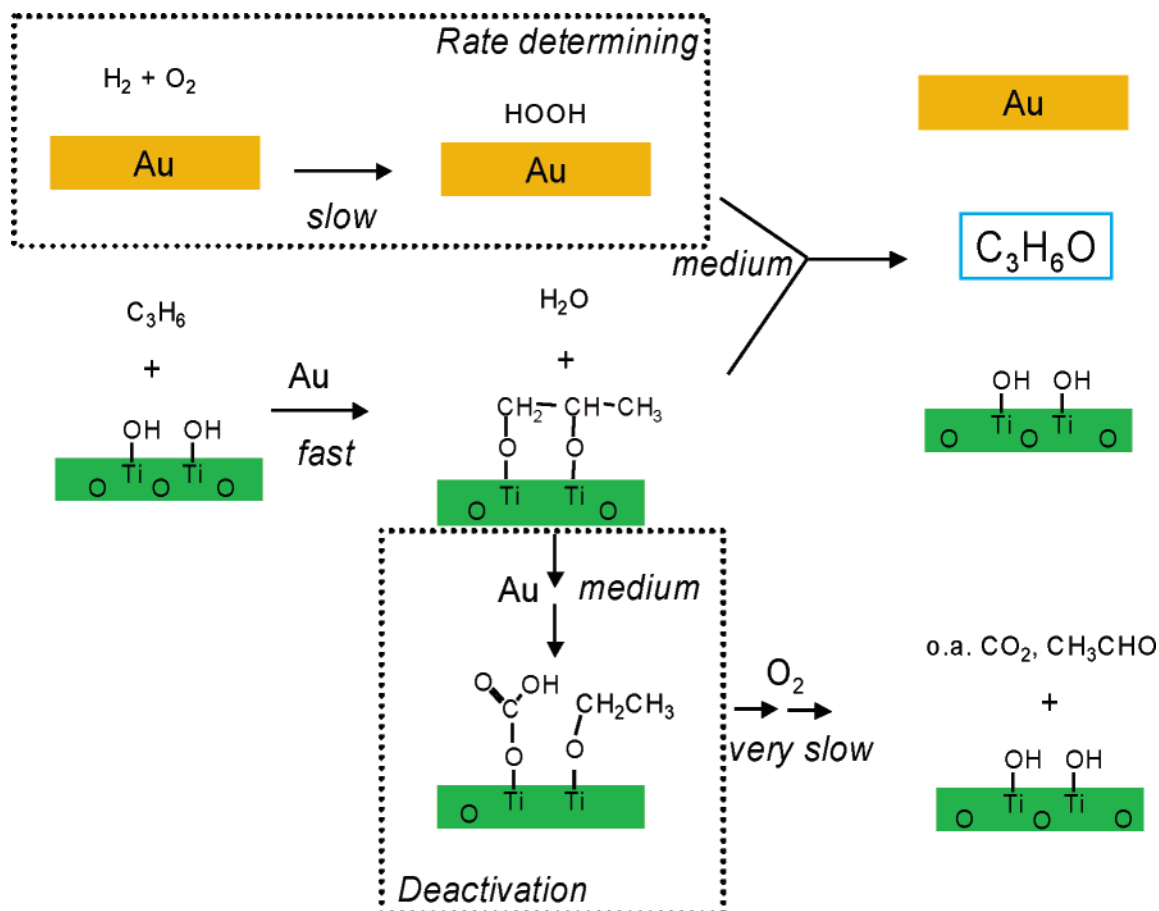 Rate determining
H₂ + O₂
HOOH
Au
Au
Au
slow
medium
C₃H₆O
C₃H₆
H₂O
+
+
Au
fast
CH₂ CH CH₃
O O
OH OH
Ti Ti
O O O
Ti Ti
O O
OH OH
Ti Ti
O O O
Au medium
O OH
C
O
CH₂CH₃
O
Ti Ti
O
O₂
very slow
o.a. CO₂, CH₃CHO
+
OH OH
Ti Ti
O O O
Deactivation